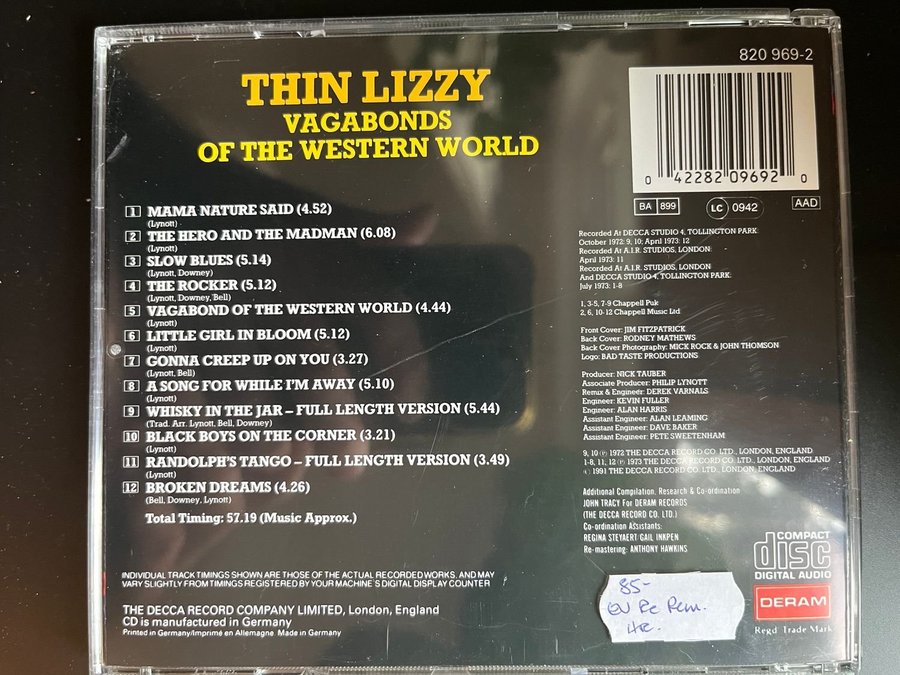 820 969-2
THIN LIZZY
VAGABONDS
OF THE WESTERN WORLD
0 42282 09692 0
BA 899
LC 0942
AAD
1 MAMA NATURE SAID (4.52)
(Lynott)
2 THE HERO AND THE MADMAN (6.08)
(Lynott)
3 SLOW BLUES (5.14)
(Lynott, Downey)
4 THE ROCKER (5.12)
(Lynott, Downey, Bell)
5 VAGABOND OF THE WESTERN WORLD (4.44)
(Lynott)
6 LITTLE GIRL IN BLOOM (5.12)
(Lynott)
7 GONNA CREEP UP ON YOU (3.27)
(Lynott, Bell)
8 A SONG FOR WHILE I'M AWAY (5.10)
(Lynott)
9 WHISKY IN THE JAR – FULL LENGTH VERSION (5.44)
(Trad. Arr. Lynott, Bell, Downey)
10 BLACK BOYS ON THE CORNER (3.21)
(Lynott)
11 RANDOLPH'S TANGO – FULL LENGTH VERSION (3.49)
(Lynott)
12 BROKEN DREAMS (4.26)
(Bell, Downey, Lynott)
Total Timing: 57.19 (Music Approx.)
Recorded At DECCA STUDIO 4, TOLLINGTON PARK:
October 1972: 9, 10; April 1973: 12
Recorded At A.I.R. STUDIOS, LONDON:
April 1973: 11
Recorded At A.I.R. STUDIOS, LONDON
And DECCA STUDIO 4, TOLLINGTON PARK:
July 1973: 1-8
1, 3-5, 7-9 Chappell Puk
2, 6, 10-12 Chappell Music Ltd
Front Cover: JIM FITZPATRICK
Back Cover: RODNEY MATHEWS
Back Cover Photography: MICK ROCK & JOHN THOMSON
Logo: BAD TASTE PRODUCTIONS
Producer: NICK TAUBER
Associate Producer: PHILIP LYNOTT
Remix & Engineer: DEREK VARNALS
Engineer: KEVIN FULLER
Engineer: ALAN HARRIS
Assistant Engineer: ALAN LEAMING
Assistant Engineer: DAVE BAKER
Assistant Engineer: PETE SWEETENHAM
9, 10 ℗ 1972 THE DECCA RECORD CO. LTD., LONDON, ENGLAND
1-8, 11, 12 ℗ 1973 THE DECCA RECORD CO. LTD., LONDON, ENGLAND
© 1991 THE DECCA RECORD CO. LTD., LONDON, ENGLAND
Additional Compilation, Research & Co-ordination
JOHN TRACY For DERAM RECORDS
(THE DECCA RECORD CO. LTD.)
Co-ordination Assistants:
REGINA STEYAERT GAIL INKPEN
Re-mastering: ANTHONY HAWKINS
COMPACT
disc
DIGITAL AUDIO
DERAM
Regd Trade Mark
INDIVIDUAL TRACK TIMINGS SHOWN ARE THOSE OF THE ACTUAL RECORDED WORKS, AND MAY
VARY SLIGHTLY FROM TIMINGS REGISTERED BY YOUR MACHINE'S DIGITAL DISPLAY COUNTER
THE DECCA RECORD COMPANY LIMITED, London, England
CD is manufactured in Germany
Printed in Germany/Imprimé en Allemagne Made in Germany
85-
EU Re Rem.